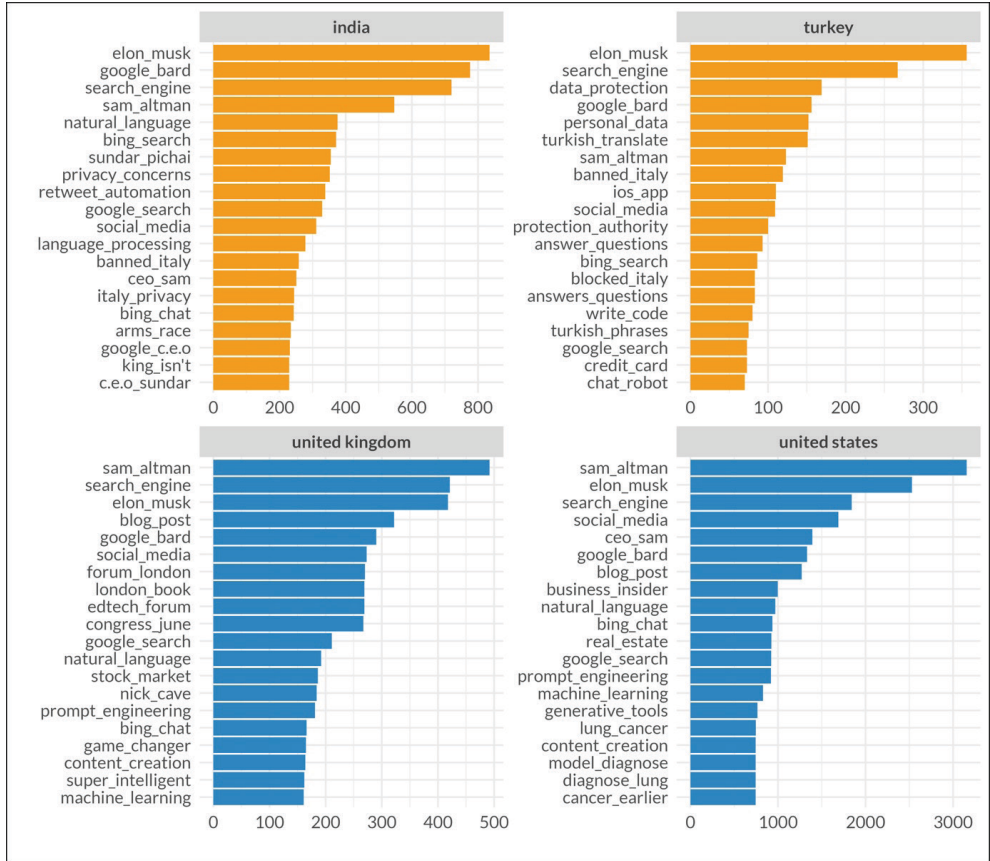 india
elon_musk
google_bard
search_engine
sam_altman
natural_language
bing_search
sundar_pichai
privacy_concerns
retweet_automation
google_search
social_media
language_processing
banned_italy
ceo_sam
italy_privacy
bing_chat
arms_race
google_c.e.o
king_isn't
c.e.o_sundar
0 200 400 600 800
turkey
elon_musk
search_engine
data_protection
google_bard
personal_data
turkish_translate
sam_altman
banned_italy
ios_app
social_media
protection_authority
answer_questions
bing_search
blocked_italy
answers_questions
write_code
turkish_phrases
google_search
credit_card
chat_robot
0 100 200 300
united kingdom
sam_altman
search_engine
elon_musk
blog_post
google_bard
social_media
forum_london
london_book
edtech_forum
congress_june
google_search
natural_language
stock_market
nick_cave
prompt_engineering
bing_chat
game_changer
content_creation
super_intelligent
machine_learning
0 100 200 300 400 500
united states
sam_altman
elon_musk
search_engine
social_media
ceo_sam
google_bard
blog_post
business_insider
natural_language
bing_chat
real_estate
google_search
prompt_engineering
machine_learning
generative_tools
lung_cancer
content_creation
model_diagnose
diagnose_lung
cancer_earlier
0 1000 2000 3000